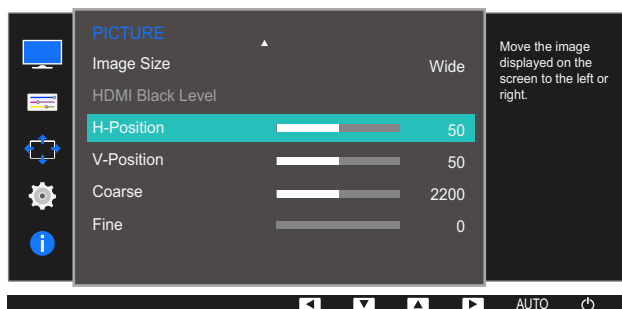 PICTURE
Image Size Wide
HDMI Black Level
H-Position 50
V-Position 50
Coarse 2200
Fine 0
Move the image
displayed on the
screen to the left or
right.
AUTO